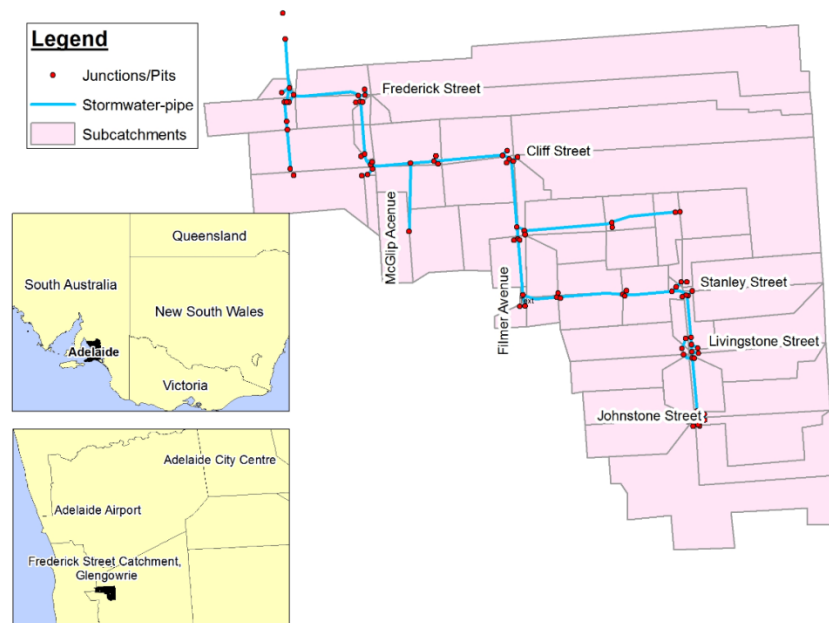 Legend
Junctions/Pits
Stormwater-pipe
Subcatchments
Frederick Street
Cliff Street
McGlip Acenue
Filmer Avenue
Stanley Street
Livingstone Street
Johnstone Street
Queensland
South Australia
New South Wales
Adelaide
Victoria
Adelaide City Centre
Adelaide Airport
Frederick Street Catchment,
Glengowrie